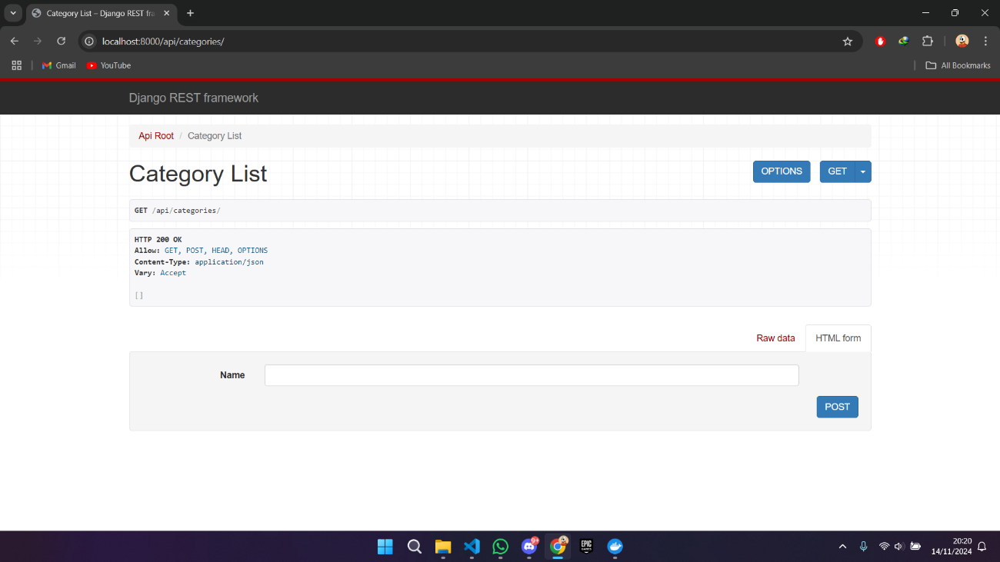 Category List – Django REST fra
localhost:8000/api/categories/
Gmail
YouTube
All Bookmarks
Django REST framework
Api Root / Category List
Category List
OPTIONS
GET
GET /api/categories/
HTTP 200 OK
Allow: GET, POST, HEAD, OPTIONS
Content-Type: application/json
Vary: Accept
[]
Raw data
HTML form
Name
POST
9+
EPIC
GAMES
20:20
14/11/2024